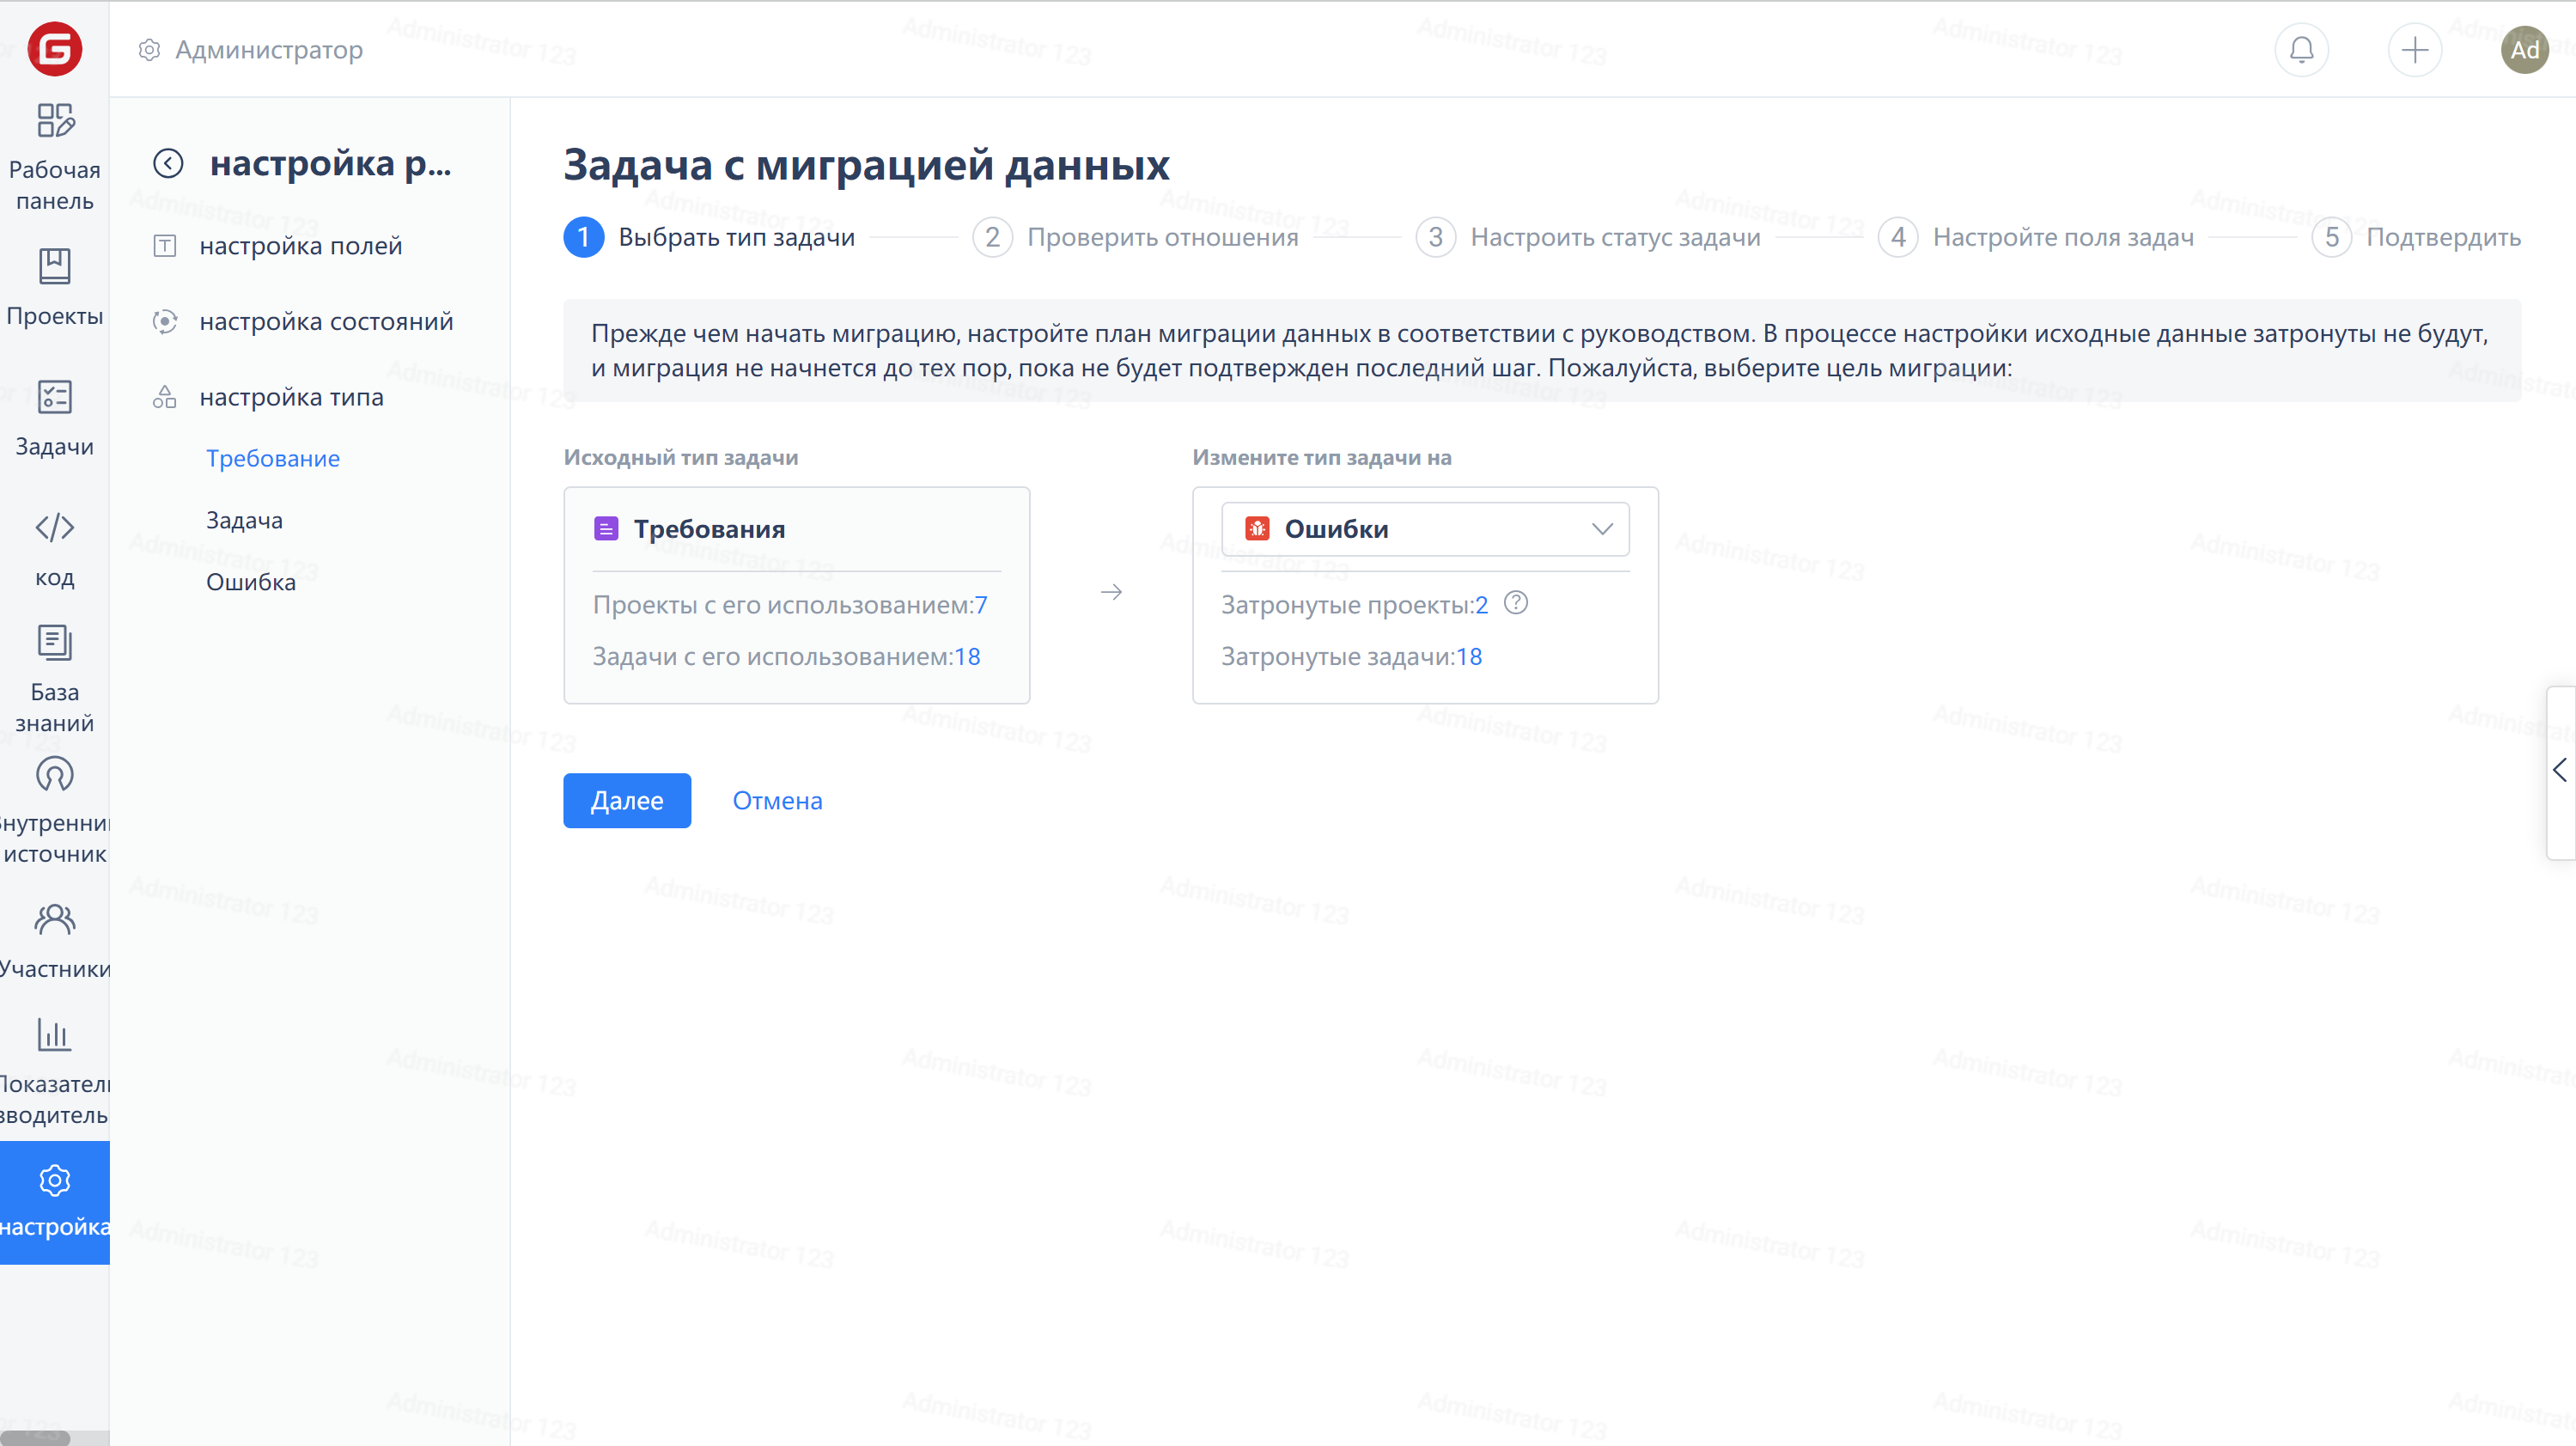 Администратор
Ad
Рабочая
панель
Проекты
Задачи
код
База
знаний
источник
Участники
настройка
настройка р...
настройка полей
настройка состояний
настройка типа
Требование
Задача
Ошибка
Задача с миграцией данных
1 Выбрать тип задачи
2 Проверить отношения
3 Настроить статус задачи
4 Настройте поля задач
5 Подтвердить
Прежде чем начать миграцию, настройте план миграции данных в соответствии с руководством. В процессе настройки исходные данные затронуты не будут,
и миграция не начнется до тех пор, пока не будет подтвержден последний шаг. Пожалуйста, выберите цель миграции:
Исходный тип задачи
Требования
Проекты с его использованием:7
Задачи с его использованием:18
Измените тип задачи на
Ошибки
Затронутые проекты:2
Затронутые задачи:18
Далее
Отмена
Administrator 123